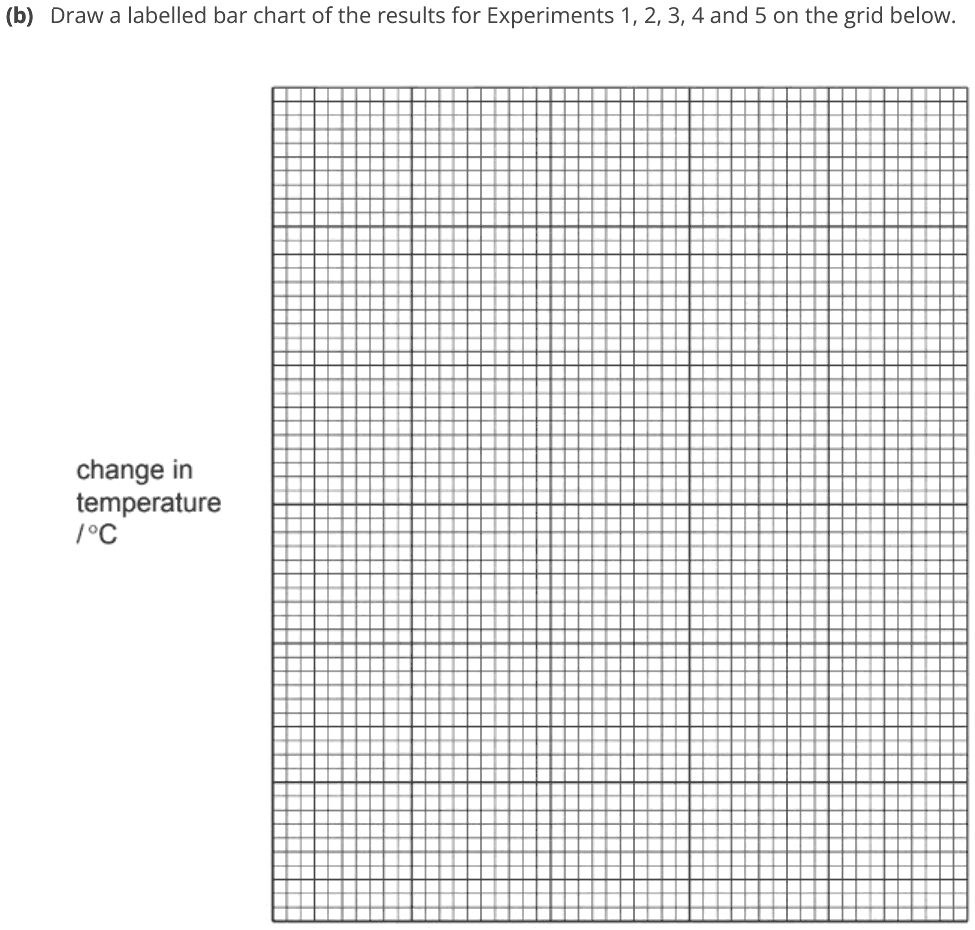 (b) Draw a labelled bar chart of the results for Experiments 1, 2, 3, 4 and 5 on the grid below.
change in
temperature
/°C